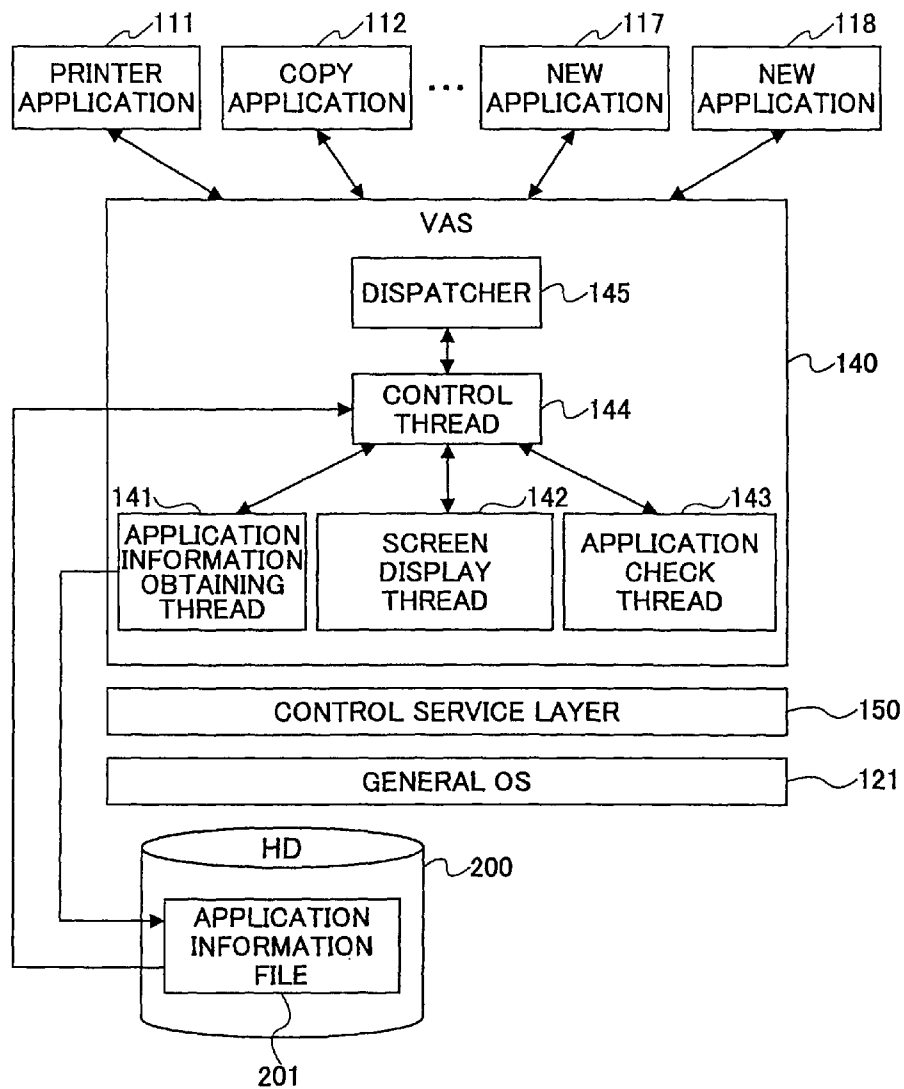 111
112
117
118
PRINTER
APPLICATION
COPY
APPLICATION
...
NEW
APPLICATION
NEW
APPLICATION
VAS
DISPATCHER
145
140
CONTROL
THREAD
144
141
142
143
APPLICATION
INFORMATION
OBTAINING
THREAD
SCREEN
DISPLAY
THREAD
APPLICATION
CHECK
THREAD
CONTROL SERVICE LAYER
150
GENERAL OS
121
HD
200
APPLICATION
INFORMATION
FILE
201